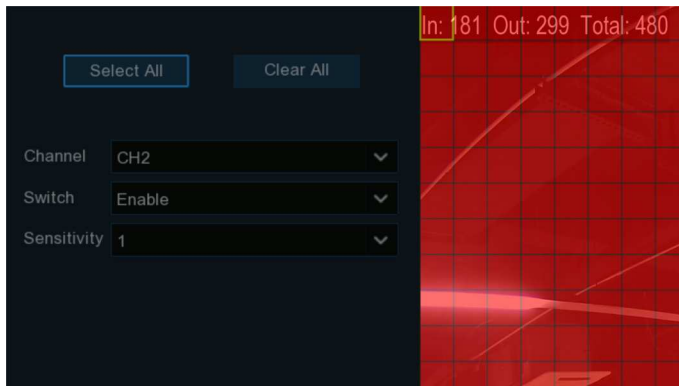 In: 181 Out: 299 Total: 480
Select All Clear All
Channel CH2
Switch Enable
Sensitivity 1